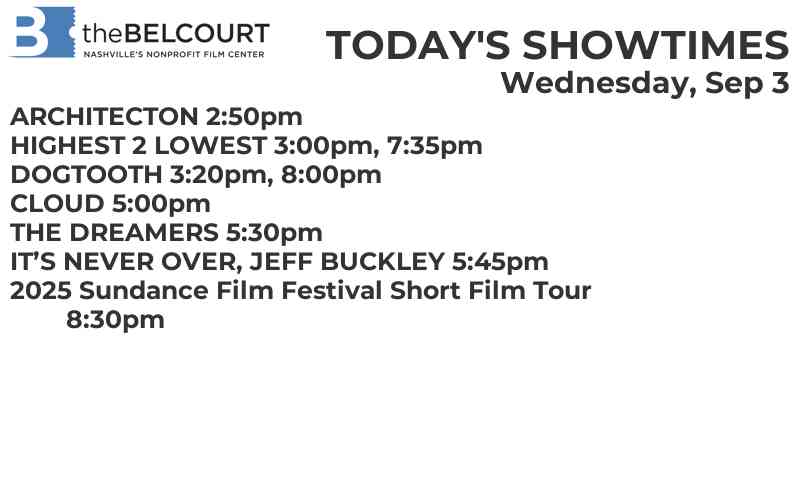 B theBELCOURT
NASHVILLE'S NONPROFIT FILM CENTER
TODAY'S SHOWTIMES
Wednesday, Sep 3
ARCHITECTON 2:50pm
HIGHEST 2 LOWEST 3:00pm, 7:35pm
DOGTOOTH 3:20pm, 8:00pm
CLOUD 5:00pm
THE DREAMERS 5:30pm
IT’S NEVER OVER, JEFF BUCKLEY 5:45pm
2025 Sundance Film Festival Short Film Tour
8:30pm